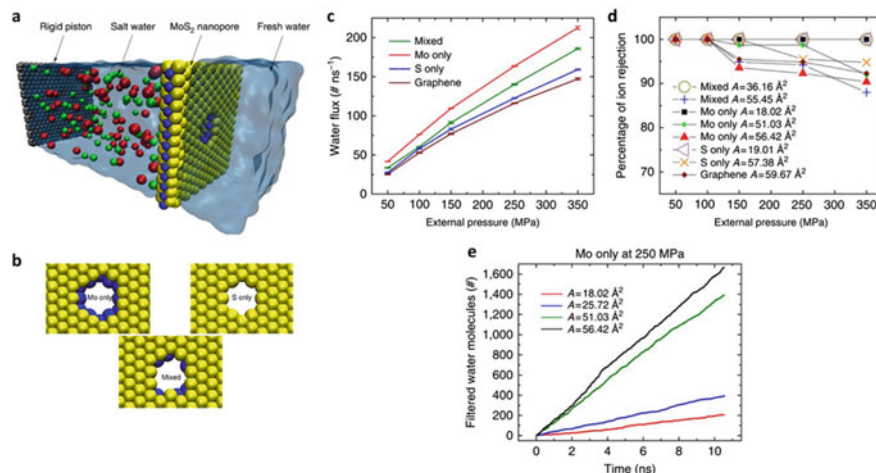 a
Rigid piston
Salt water
MoS2 nanopore
Fresh water
b
Mo only
S only
Mixed
c
Water flux (# ns⁻¹)
250
200
150
100
50
0
Mixed
Mo only
S only
Graphene
50 100 150 200 250 300 350
External pressure (MPa)
d
Percentage of ion rejection
100
90
80
70
Mixed A=36.16 Å²
Mixed A=55.45 Å²
Mo only A=18.02 Å²
Mo only A=51.03 Å²
Mo only A=56.42 Å²
S only A=19.01 Å²
S only A=57.38 Å²
Graphene A=59.67 Å²
50 100 150 200 250 300 350
External pressure (MPa)
e
Mo only at 250 MPa
Filtered water molecules (#)
1,600
1,400
1,200
1,000
800
600
400
200
0
A=18.02 Å²
A=25.72 Å²
A=51.03 Å²
A=56.42 Å²
0 2 4 6 8 10
Time (ns)